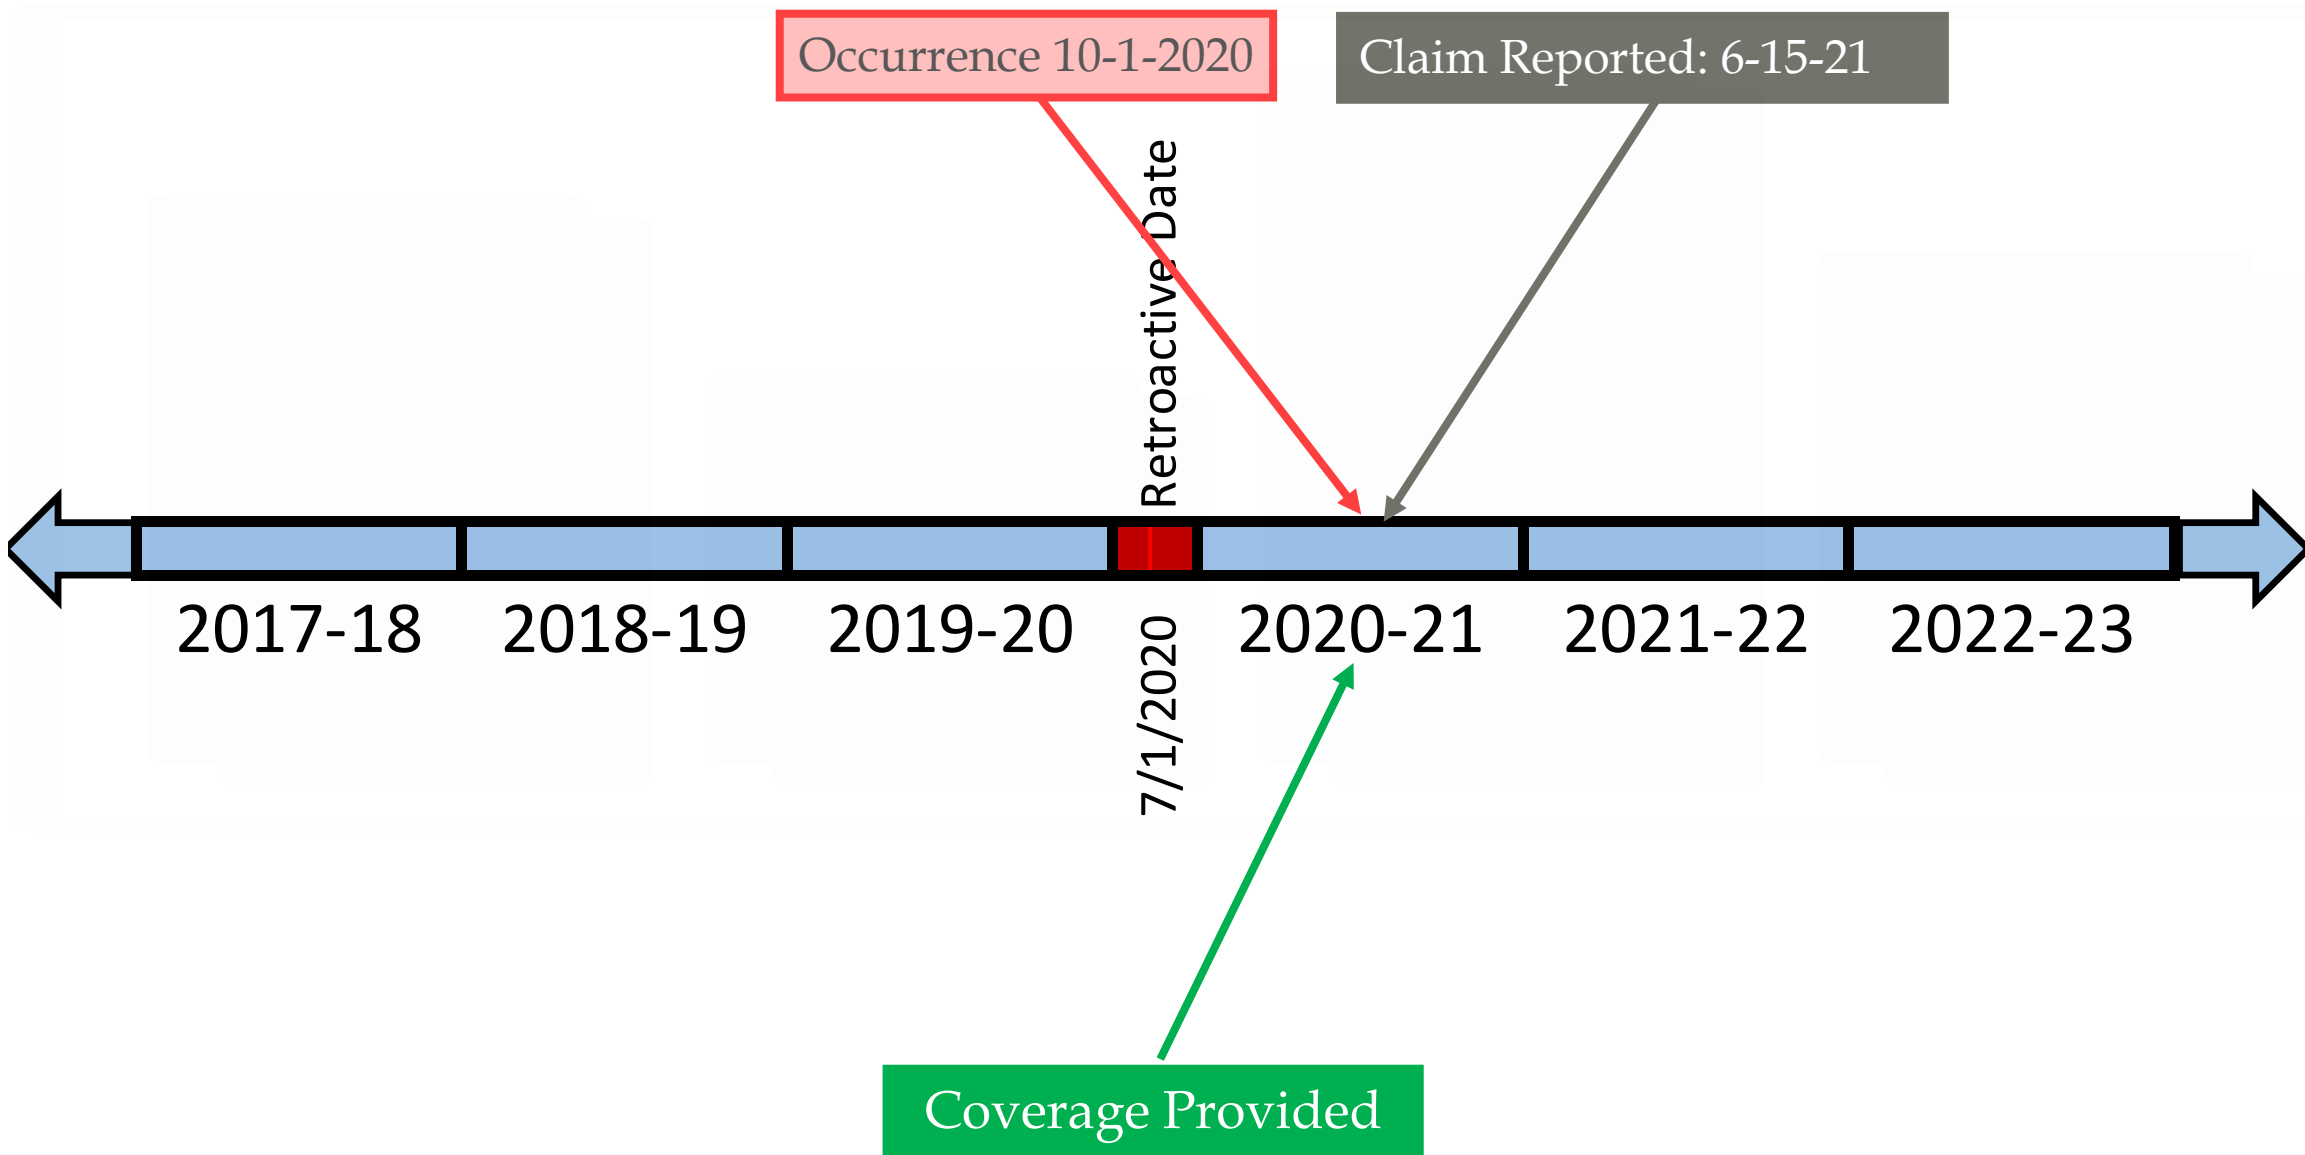 Occurrence 10-1-2020
Claim Reported: 6-15-21
Retroactive Date
2017-18
2018-19
2019-20
7/1/2020
2020-21
2021-22
2022-23
Coverage Provided